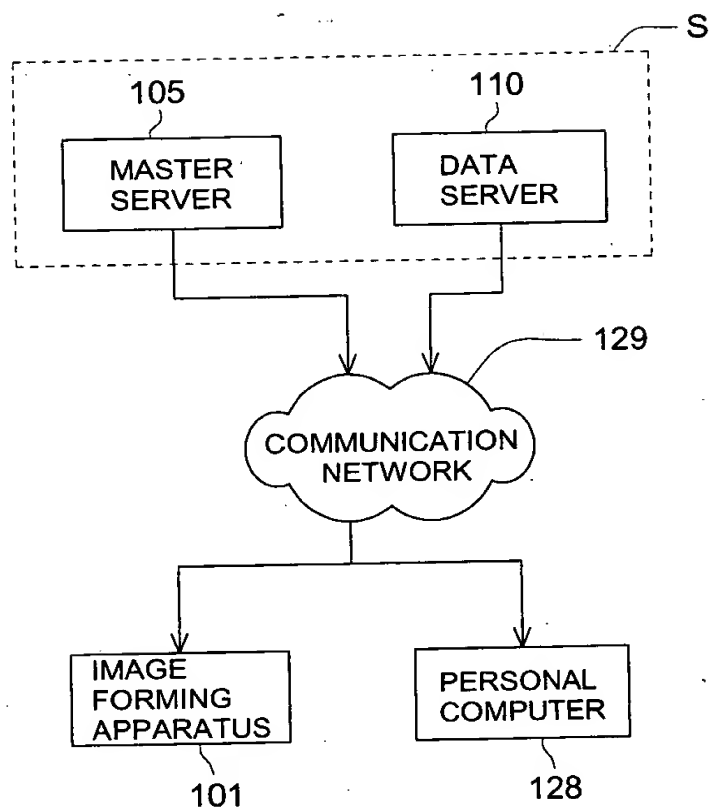 S
105
110
MASTER
SERVER
DATA
SERVER
129
COMMUNICATION
NETWORK
IMAGE
FORMING
APPARATUS
PERSONAL
COMPUTER
101
128